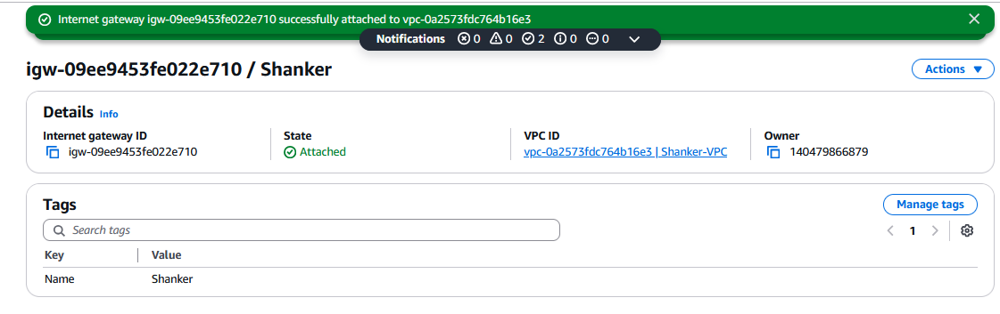 Internet gateway igw-09ee9453fe022e710 successfully attached to vpc-0a2573fdc764b16e3
Notifications 0 0 2 0 0
igw-09ee9453fe022e710 / Shanker
Actions
Details Info
Internet gateway ID State VPC ID Owner
igw-09ee9453fe022e710 Attached vpc-0a2573fdc764b16e3 | Shanker-VPC 140479866879
Tags Manage tags
Search tags 1
Key Value
Name Shanker